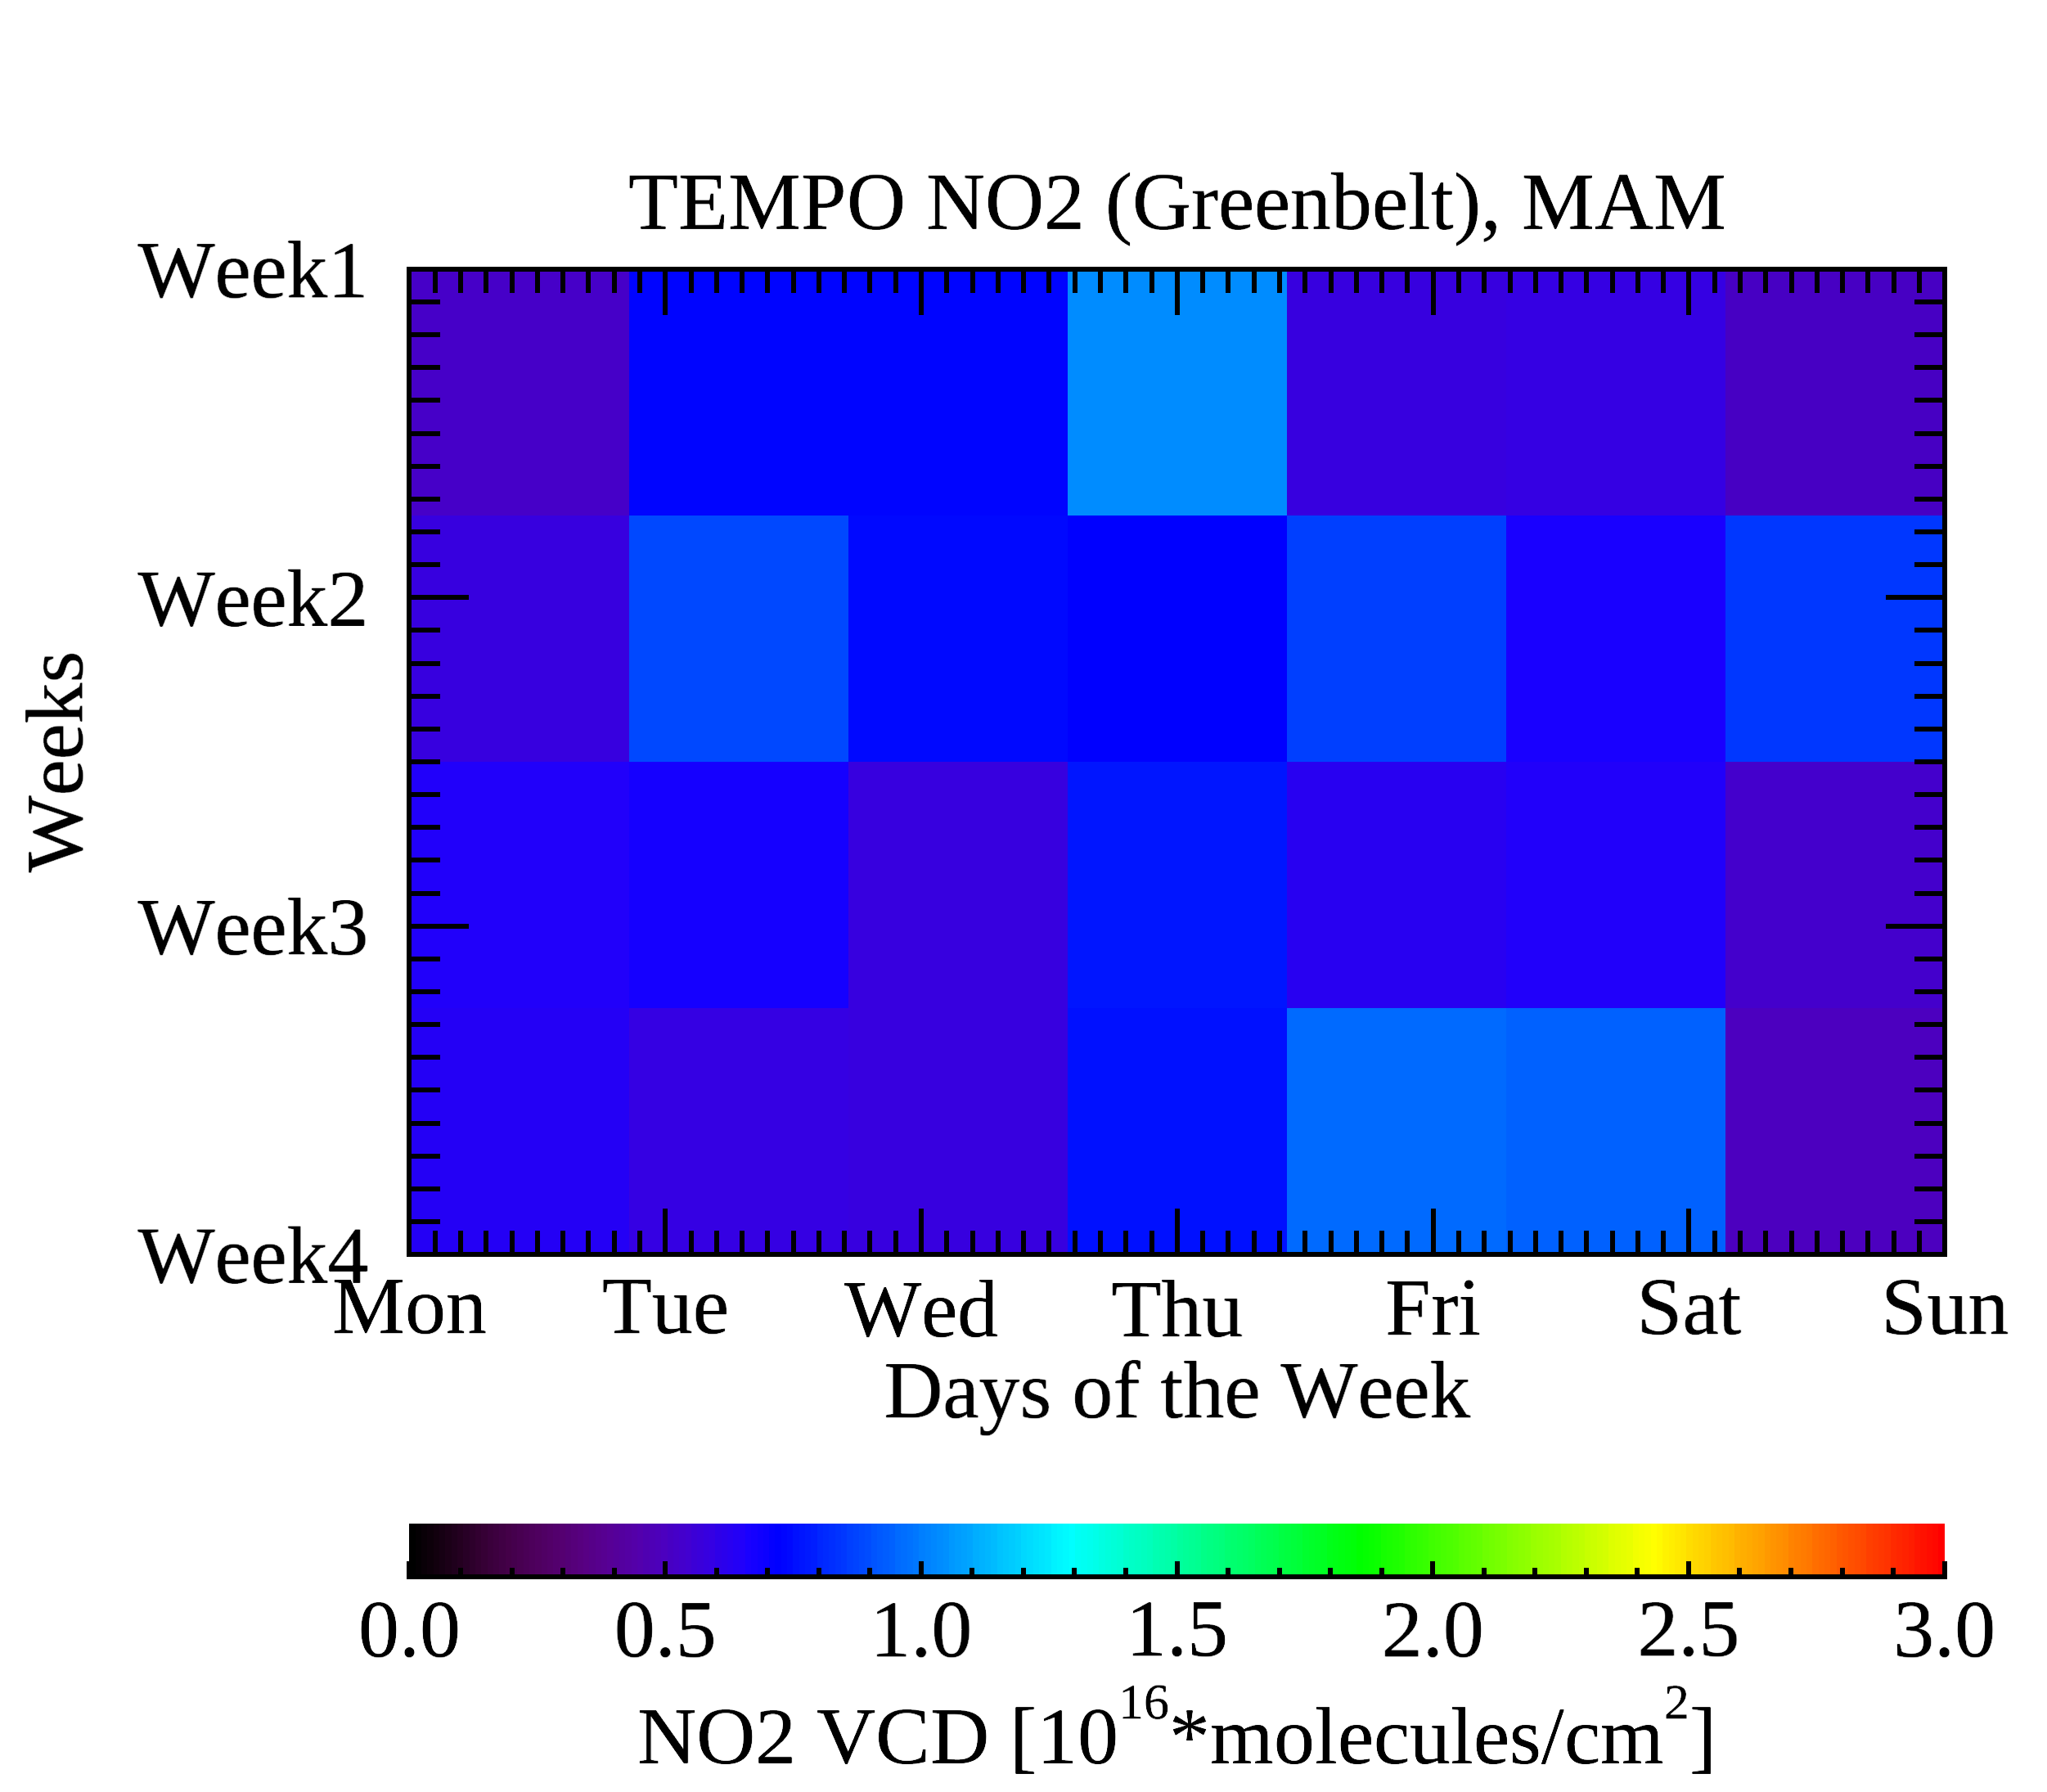 TEMPO NO2 (Greenbelt), MAM
Week1
Week2
Week3
Week4
Weeks
Mon Tue Wed Thu Fri Sat Sun
Days of the Week
0.0 0.5 1.0 1.5 2.0 2.5 3.0
NO2 VCD [10^16*molecules/cm^2]